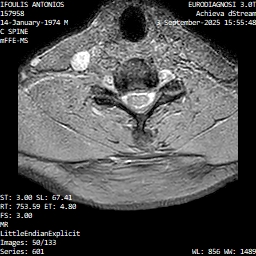 IFOULIS ANTONIOS
157958
14-January-1974 M
C SPINE
mFFE-MS
EURODIAGNOSI 3.0T
Achieva dStream
3 September-2025 15:55:48
ST: 3.00 SL: 67.41
RT: 753.59 ET: 4.80
FS: 3.00
MR
LittleEndianExplicit
Images: 50/133
Series: 601
WL: 856 WW: 1489